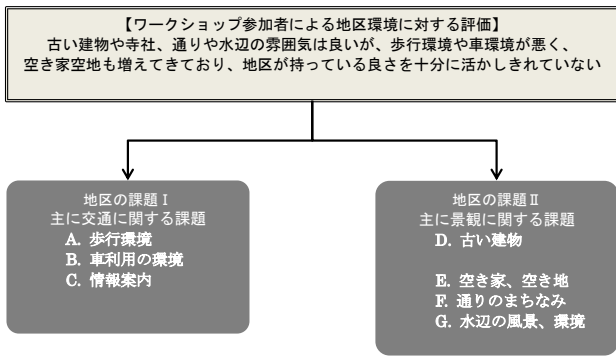 【ワークショップ参加者による地区環境に対する評価】
古い建物や寺社、通りや水辺の雰囲気は良いが、歩行環境や車環境が悪く、
空き家空地も増えてきており、地区が持っている良さを十分に活かしきれていない
地区の課題Ⅰ
主に交通に関する課題
A. 歩行環境
B. 車利用の環境
C. 情報案内
地区の課題Ⅱ
主に景観に関する課題
D. 古い建物
E. 空き家、空き地
F. 通りのまちなみ
G. 水辺の風景、環境